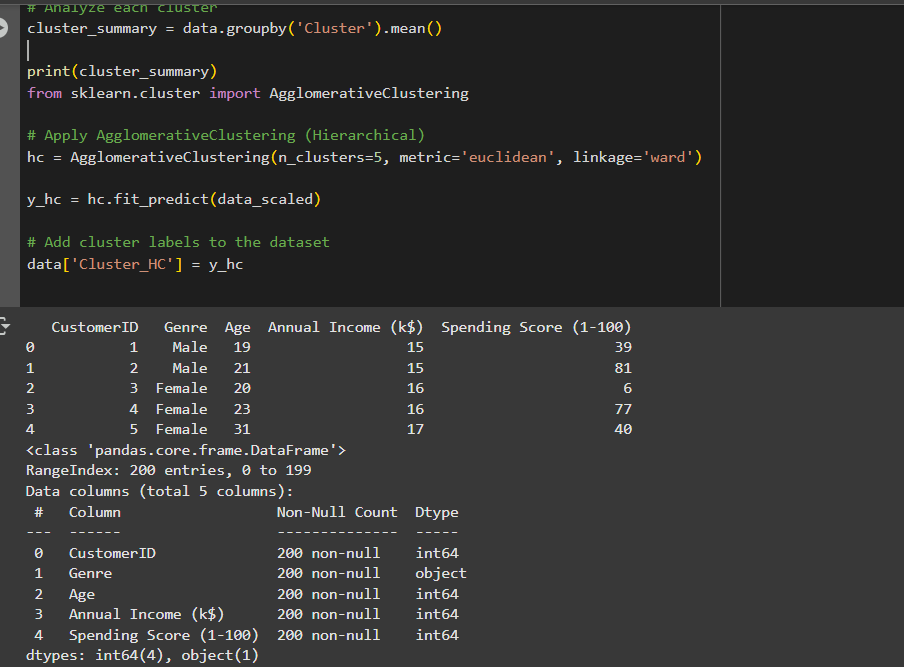 # Analyze each cluster
cluster_summary = data.groupby('Cluster').mean()
print(cluster_summary)
from sklearn.cluster import AgglomerativeClustering
# Apply AgglomerativeClustering (Hierarchical)
hc = AgglomerativeClustering(n_clusters=5, metric='euclidean', linkage='ward')
y_hc = hc.fit_predict(data_scaled)
# Add cluster labels to the dataset
data['Cluster_HC'] = y_hc
CustomerID Genre Age Annual Income (k$) Spending Score (1-100)
0 1 Male 19 15 39
1 2 Male 21 15 81
2 3 Female 20 16 6
3 4 Female 23 16 77
4 5 Female 31 17 40
<class 'pandas.core.frame.DataFrame'>
RangeIndex: 200 entries, 0 to 199
Data columns (total 5 columns):
# Column Non-Null Count Dtype
--- ------ -------------- -----
0 CustomerID 200 non-null int64
1 Genre 200 non-null object
2 Age 200 non-null int64
3 Annual Income (k$) 200 non-null int64
4 Spending Score (1-100) 200 non-null int64
dtypes: int64(4), object(1)